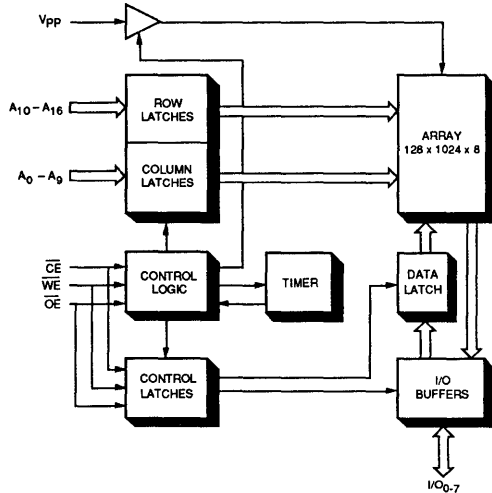 VPP
A10 – A16
ROW
LATCHES
ARRAY
128 x 1024 x 8
A0 – A9
COLUMN
LATCHES
CE
WE
OE
CONTROL
LOGIC
TIMER
DATA
LATCH
CONTROL
LATCHES
I/O
BUFFERS
I/O0-7